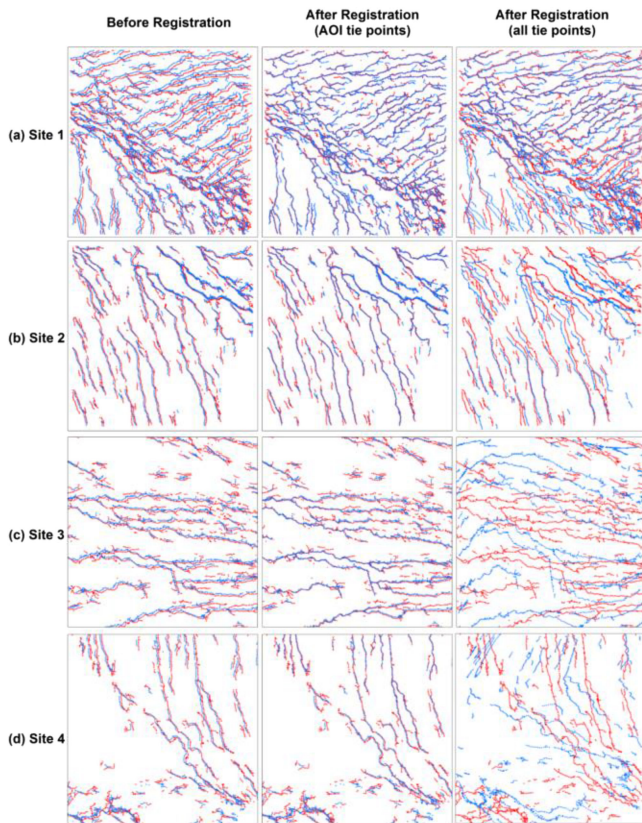 Before Registration
After Registration
(AOI tie points)
After Registration
(all tie points)
(a) Site 1
(b) Site 2
(c) Site 3
(d) Site 4